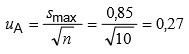 u_A = s_max / √n = 0,85 / √10 = 0,27